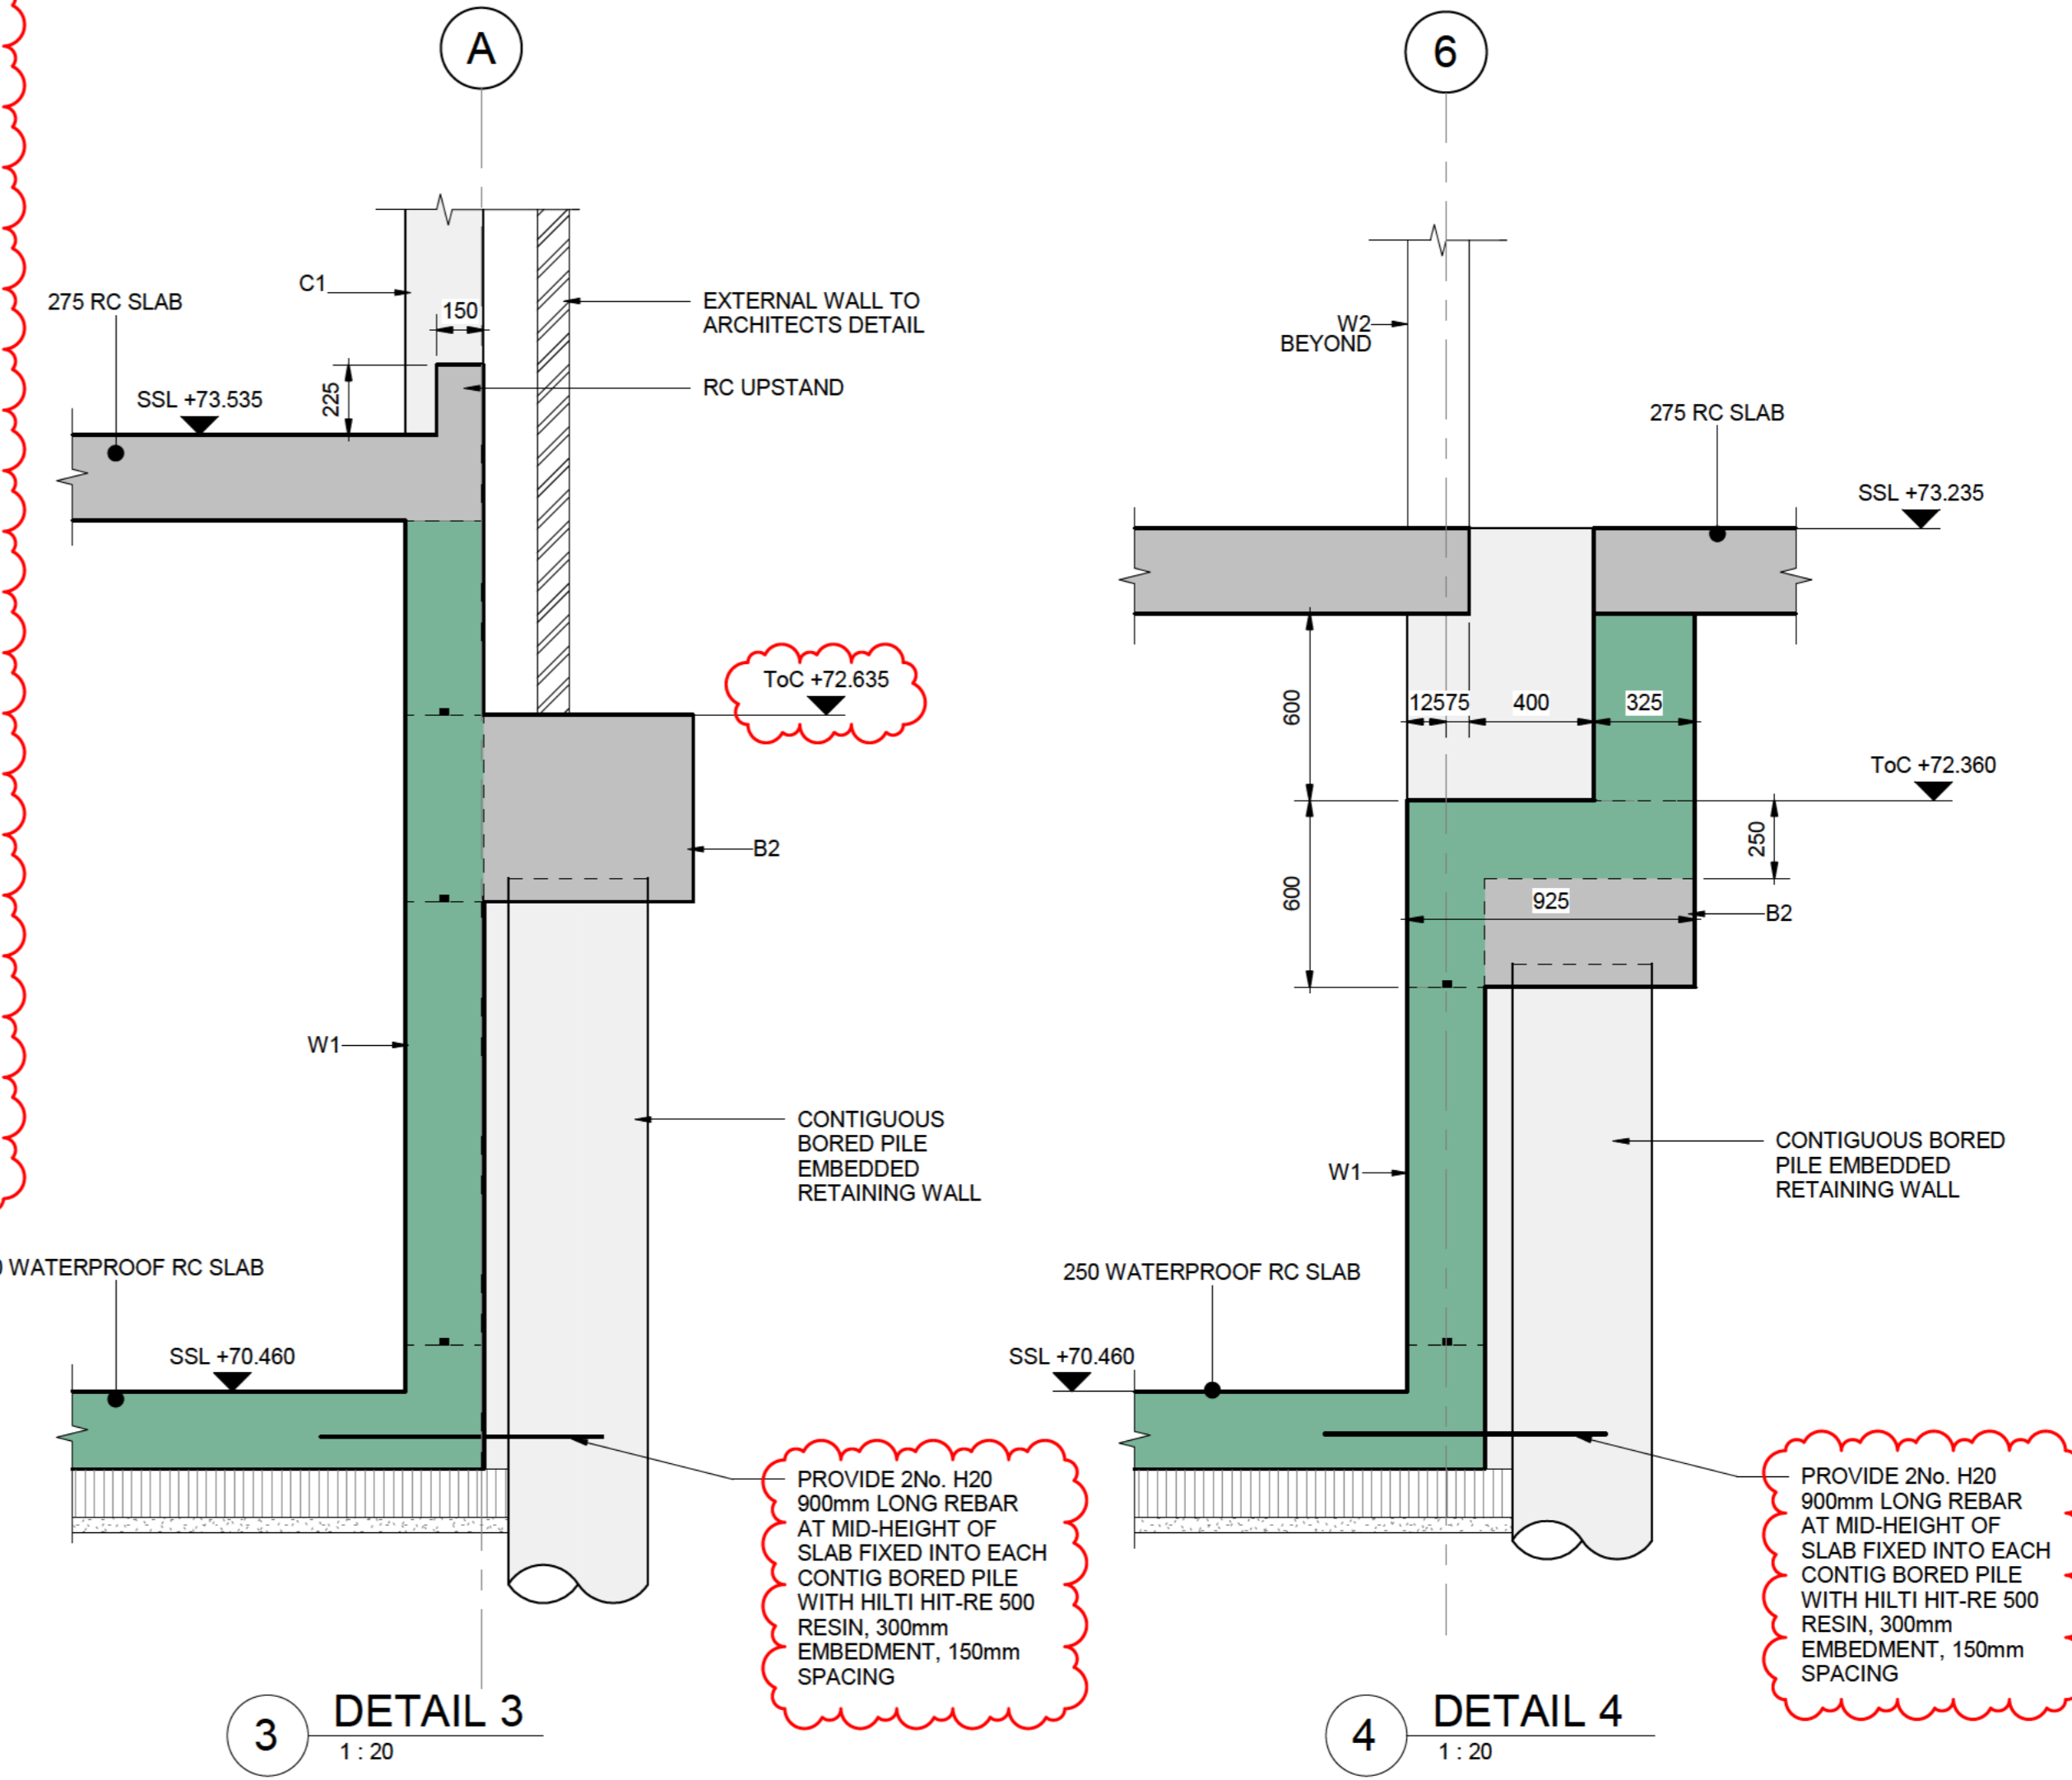 A
275 RC SLAB
C1
150
EXTERNAL WALL TO
ARCHITECTS DETAIL
RC UPSTAND
SSL +73.535
225
ToC +72.635
B2
W1
CONTIGUOUS
BORED PILE
EMBEDDED
RETAINING WALL
WATERPROOF RC SLAB
SSL +70.460
PROVIDE 2No. H20
900mm LONG REBAR
AT MID-HEIGHT OF
SLAB FIXED INTO EACH
CONTIG BORED PILE
WITH HILTI HIT-RE 500
RESIN, 300mm
EMBEDMENT, 150mm
SPACING
3
DETAIL 3
1 : 20
6
W2
BEYOND
275 RC SLAB
SSL +73.235
600
12575
400
325
ToC +72.360
250
600
925
B2
W1
CONTIGUOUS BORED
PILE EMBEDDED
RETAINING WALL
250 WATERPROOF RC SLAB
SSL +70.460
PROVIDE 2No. H20
900mm LONG REBAR
AT MID-HEIGHT OF
SLAB FIXED INTO EACH
CONTIG BORED PILE
WITH HILTI HIT-RE 500
RESIN, 300mm
EMBEDMENT, 150mm
SPACING
4
DETAIL 4
1 : 20